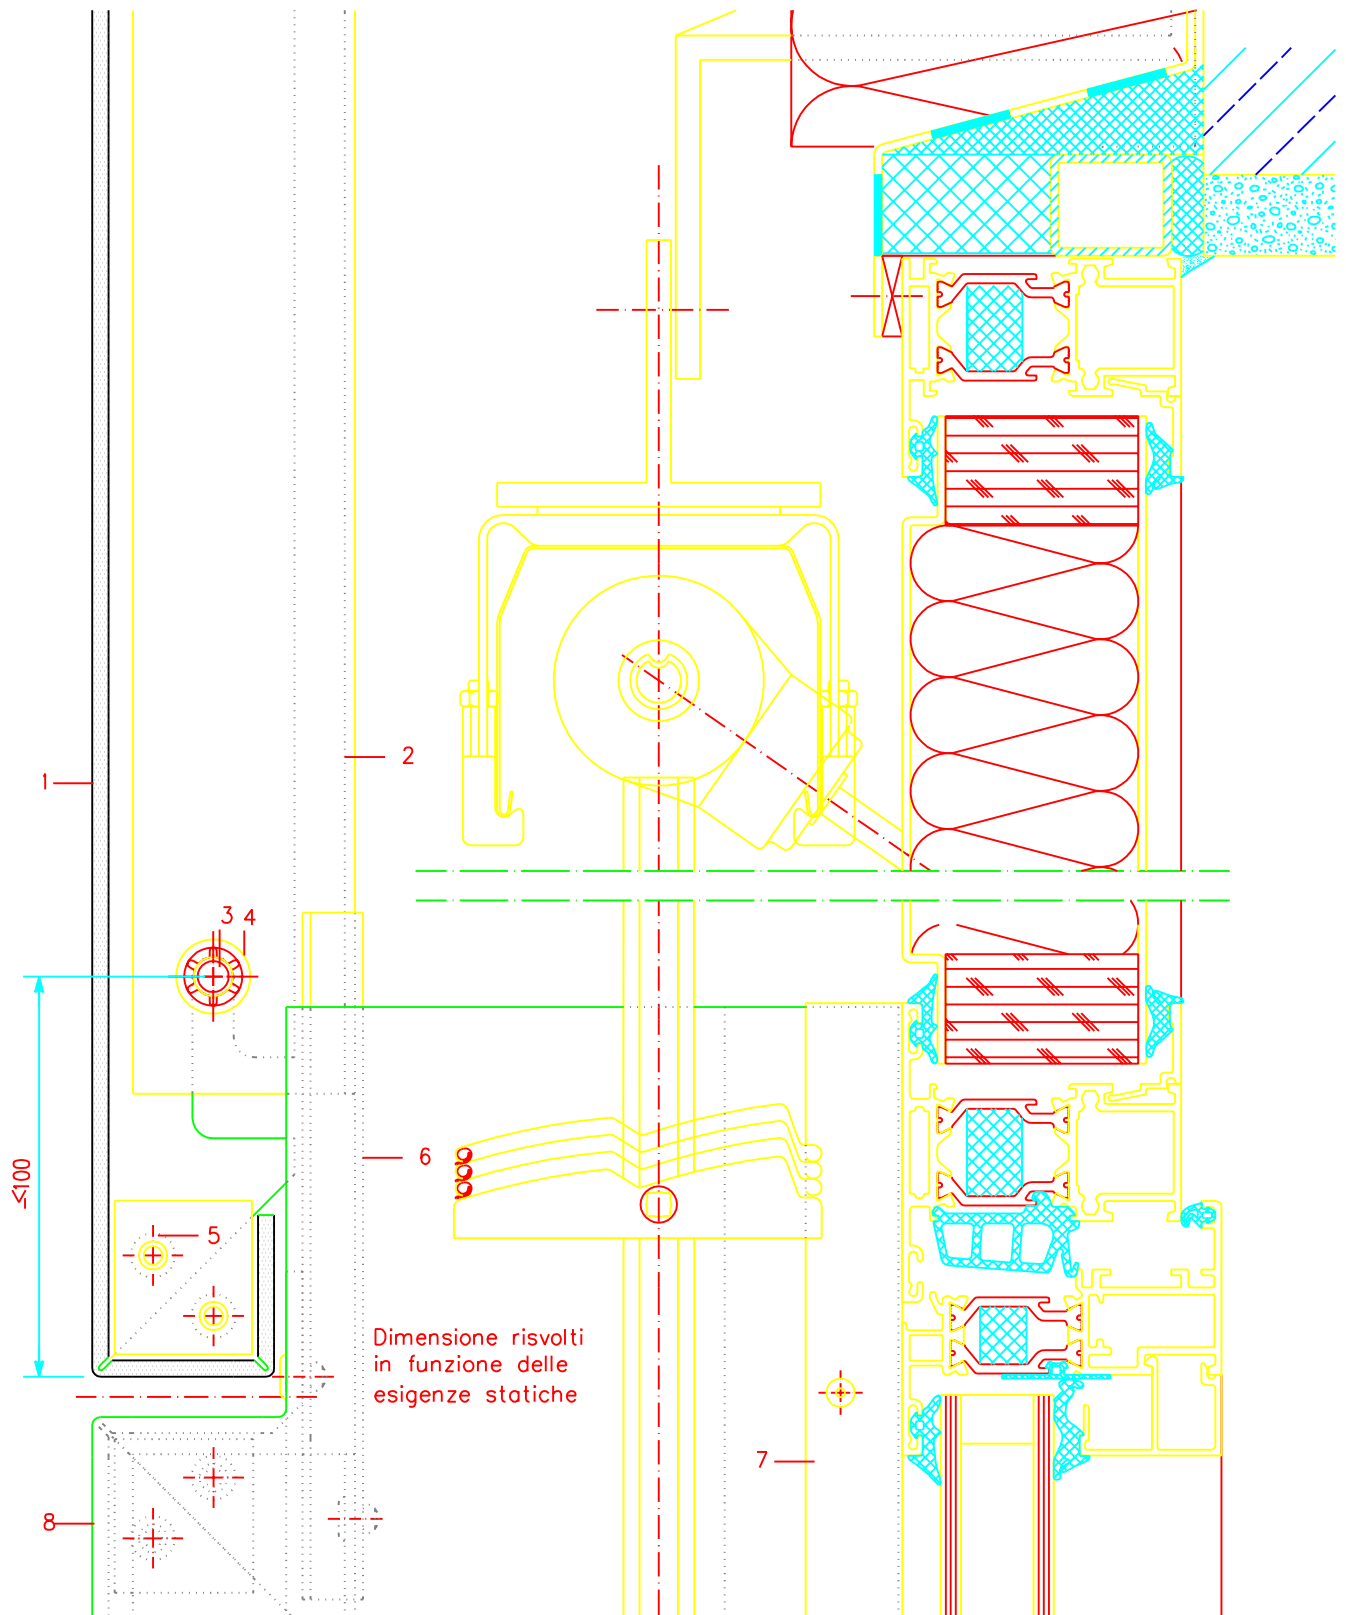 2
1
3 4
6
≤100
5
Dimensione risvolti
in funzione delle
esigenze statiche
7
8